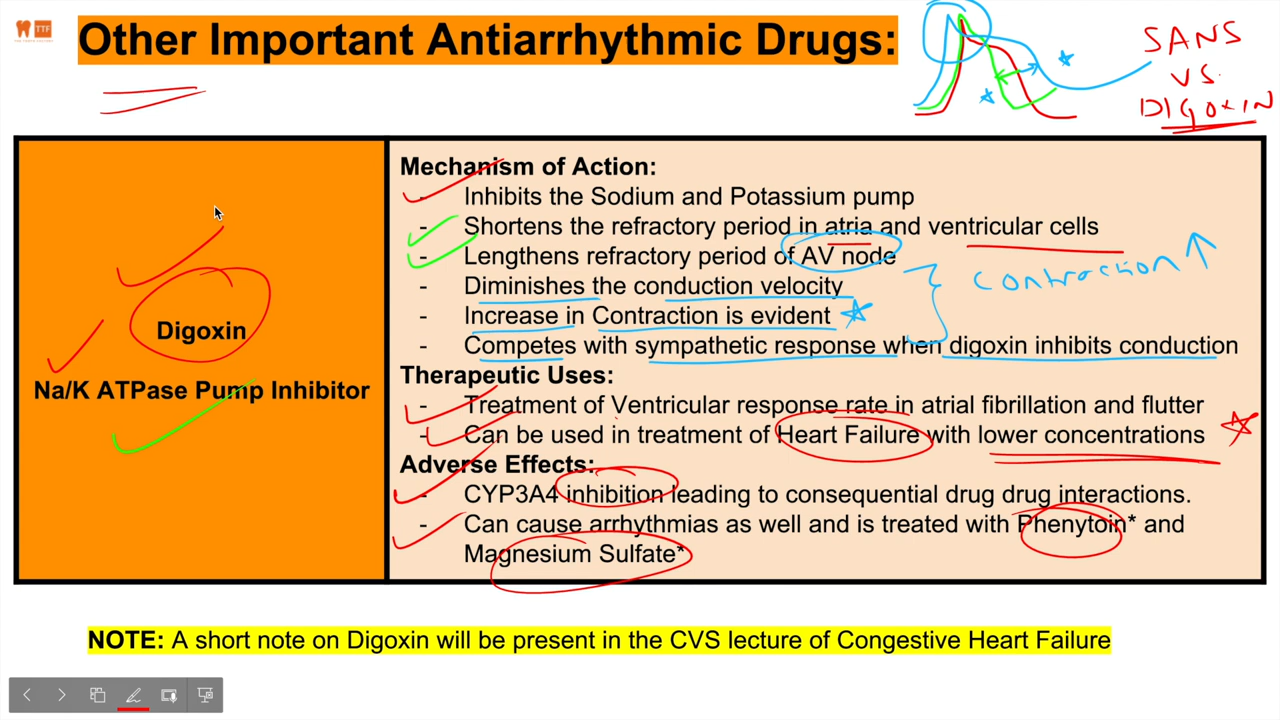 TTF
Other Important Antiarrhythmic Drugs:
SANS
VS.
DIGOXIN
Digoxin
Na/K ATPase Pump Inhibitor
Mechanism of Action:
- Inhibits the Sodium and Potassium pump
- Shortens the refractory period in atria and ventricular cells
- Lengthens refractory period of AV node
- Diminishes the conduction velocity
- Increase in Contraction is evident
- Competes with sympathetic response when digoxin inhibits conduction
contraction ↑
Therapeutic Uses:
- Treatment of Ventricular response rate in atrial fibrillation and flutter
- Can be used in treatment of Heart Failure with lower concentrations
Adverse Effects:
- CYP3A4 inhibition leading to consequential drug drug interactions.
- Can cause arrhythmias as well and is treated with Phenytoin* and
Magnesium Sulfate*
NOTE: A short note on Digoxin will be present in the CVS lecture of Congestive Heart Failure